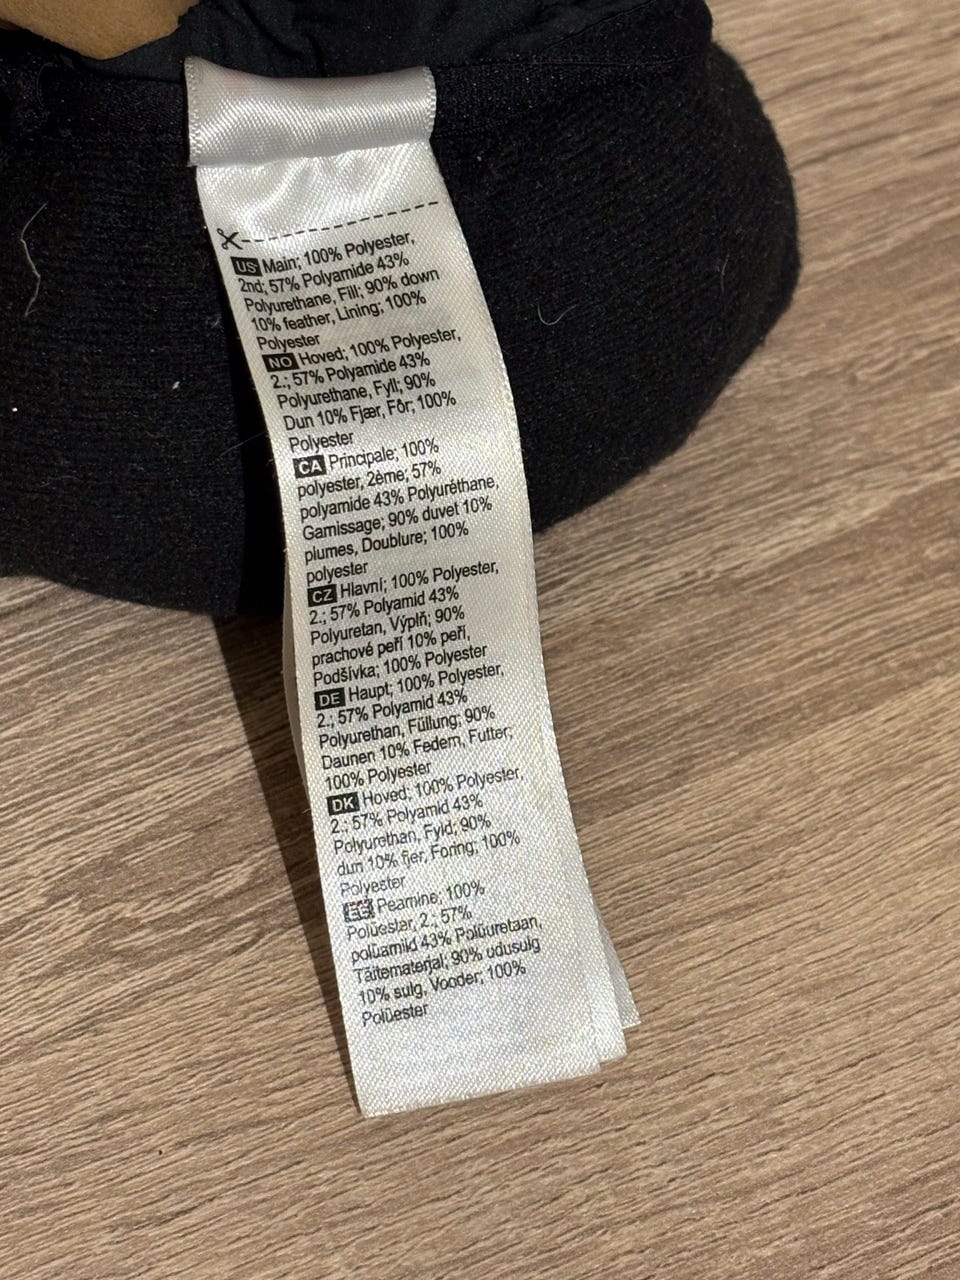 US Main; 100% Polyester,
2nd; 57% Polyamide 43%
Polyurethane, Fill; 90% down
10% feather, Lining; 100%
Polyester
NO Hoved; 100% Polyester,
2.; 57% Polyamide 43%
Polyurethane, Fyll; 90%
Dun 10% Fjær, Fôr; 100%
Polyester
CA Principale; 100%
polyester, 2ème; 57%
polyamide 43% Polyuréthane,
Garnissage; 90% duvet 10%
plumes, Doublure; 100%
polyester
CZ Hlavní; 100% Polyester,
2.; 57% Polyamid 43%
Polyuretan, Výplň; 90%
prachové peří 10% peří,
Podšívka; 100% Polyester
DE Haupt; 100% Polyester,
2.; 57% Polyamid 43%
Polyurethan, Füllung; 90%
Daunen 10% Federn, Futter;
100% Polyester
DK Hoved; 100% Polyester,
2.; 57% Polyamid 43%
Polyurethan, Fyld; 90%
dun 10% fjer, Foring; 100%
Polyester
EE Peamine; 100%
Polüester, 2.; 57%
polüamiid 43% Polüuretaan,
Täitematerjal; 90% udusulg
10% sulg, Vooder; 100%
Polüester